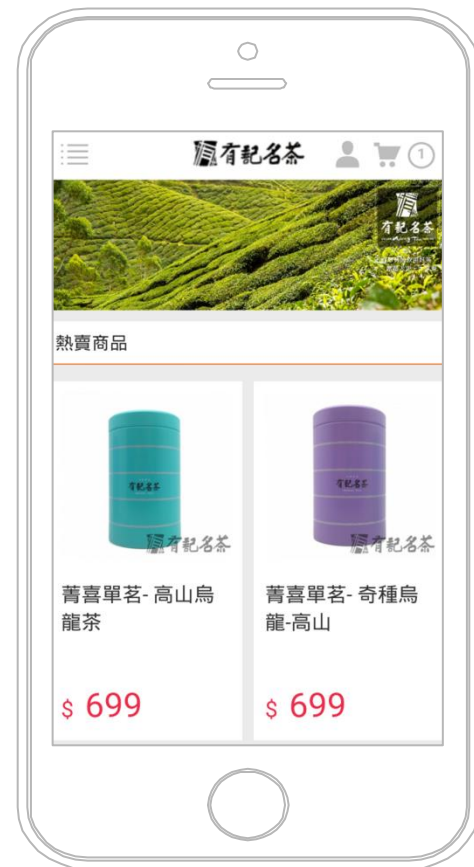 有記名茶
1
有記名茶
熱賣商品
有記名茶
有記名茶
有記名茶
有記名茶
菁喜單茗- 高山烏
龍茶
菁喜單茗- 奇種烏
龍-高山
$ 699
$ 699